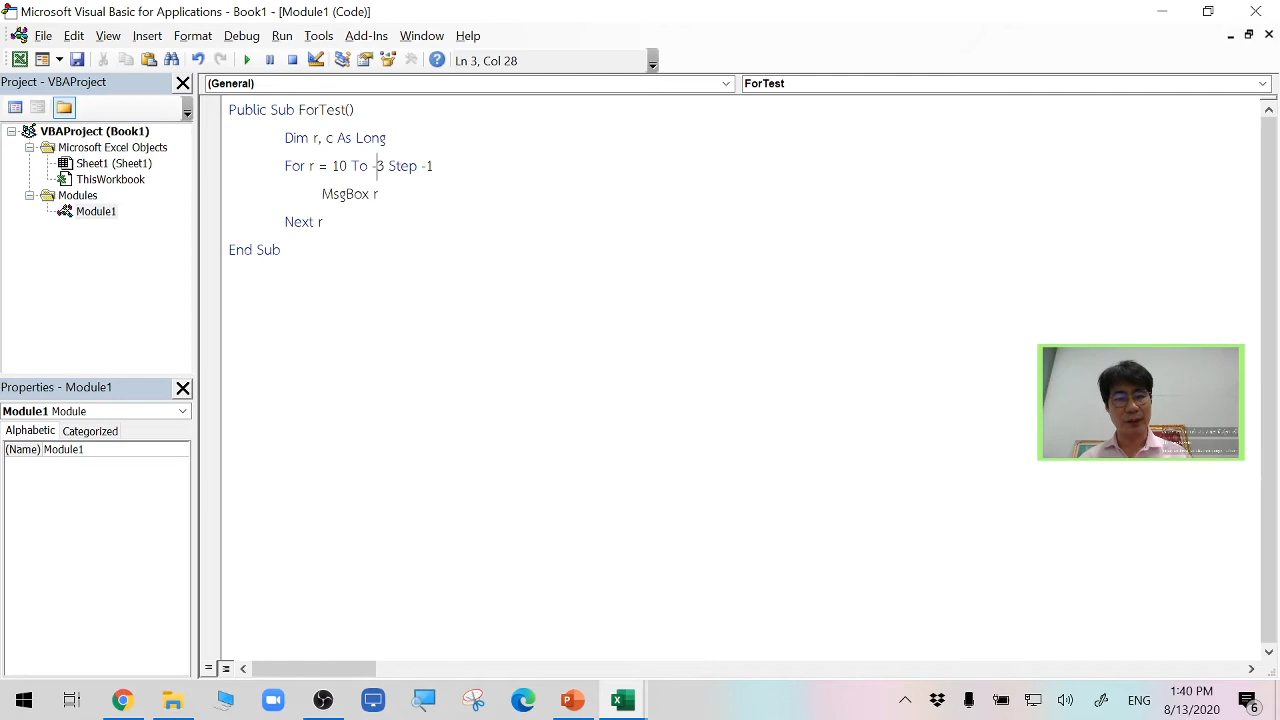 Microsoft Visual Basic for Applications - Book1 - [Module1 (Code)]
File Edit View Insert Format Debug Run Tools Add-Ins Window Help
Ln 3, Col 28
Project - VBAProject
(General)
ForTest
VBAProject (Book1)
Microsoft Excel Objects
Sheet1 (Sheet1)
ThisWorkbook
Modules
Module1
Public Sub ForTest()
Dim r, c As Long
For r = 10 To -3 Step -1
MsgBox r
Next r
End Sub
Properties - Module1
Module1 Module
Alphabetic Categorized
(Name) Module1
ENG
1:40 PM
8/13/2020
6